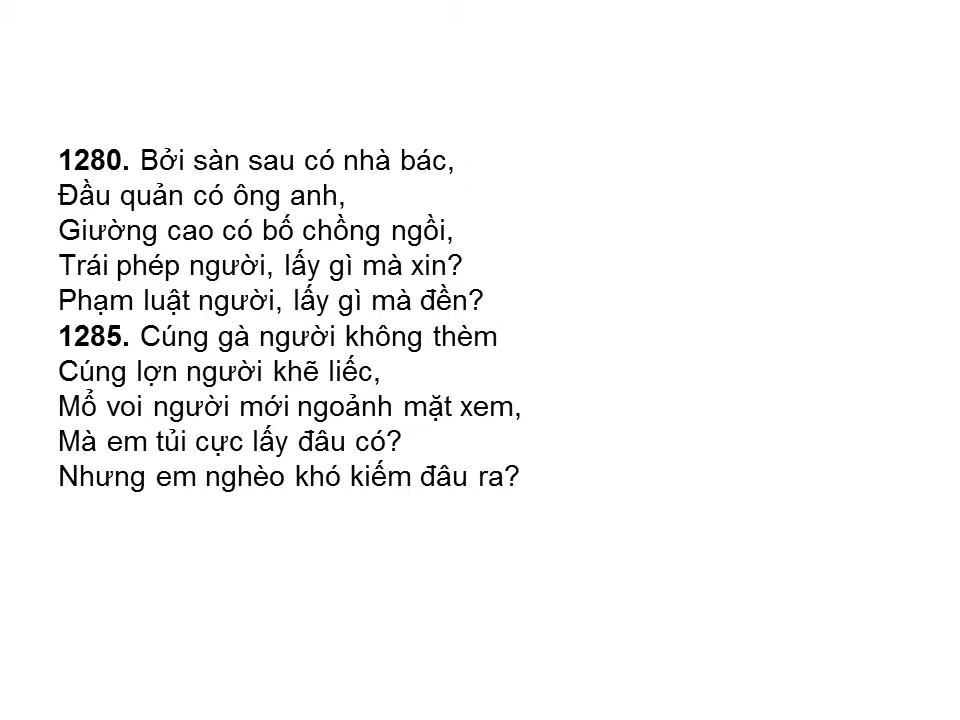 1280. Bởi sàn sau có nhà bác,
Đầu quản có ông anh,
Giường cao có bố chồng ngồi,
Trái phép người, lấy gì mà xin?
Phạm luật người, lấy gì mà đền?
1285. Cúng gà người không thèm
Cúng lợn người khẽ liếc,
Mổ voi người mới ngoảnh mặt xem,
Mà em tủi cực lấy đâu có?
Nhưng em nghèo khó kiếm đâu ra?